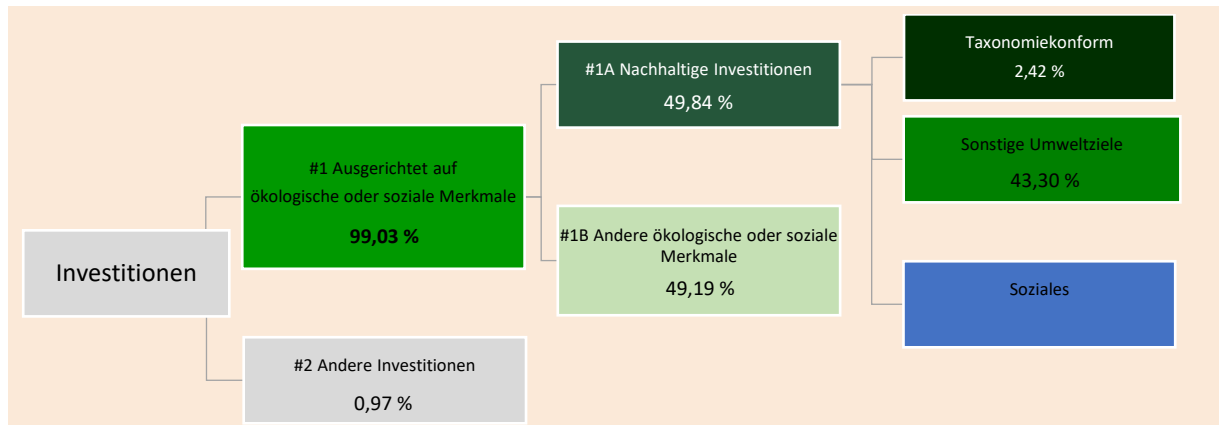 Investitionen
#1 Ausgerichtet auf
ökologische oder soziale Merkmale
99,03 %
#2 Andere Investitionen
0,97 %
#1A Nachhaltige Investitionen
49,84 %
#1B Andere ökologische oder soziale
Merkmale
49,19 %
Taxonomiekonform
2,42 %
Sonstige Umweltziele
43,30 %
Soziales